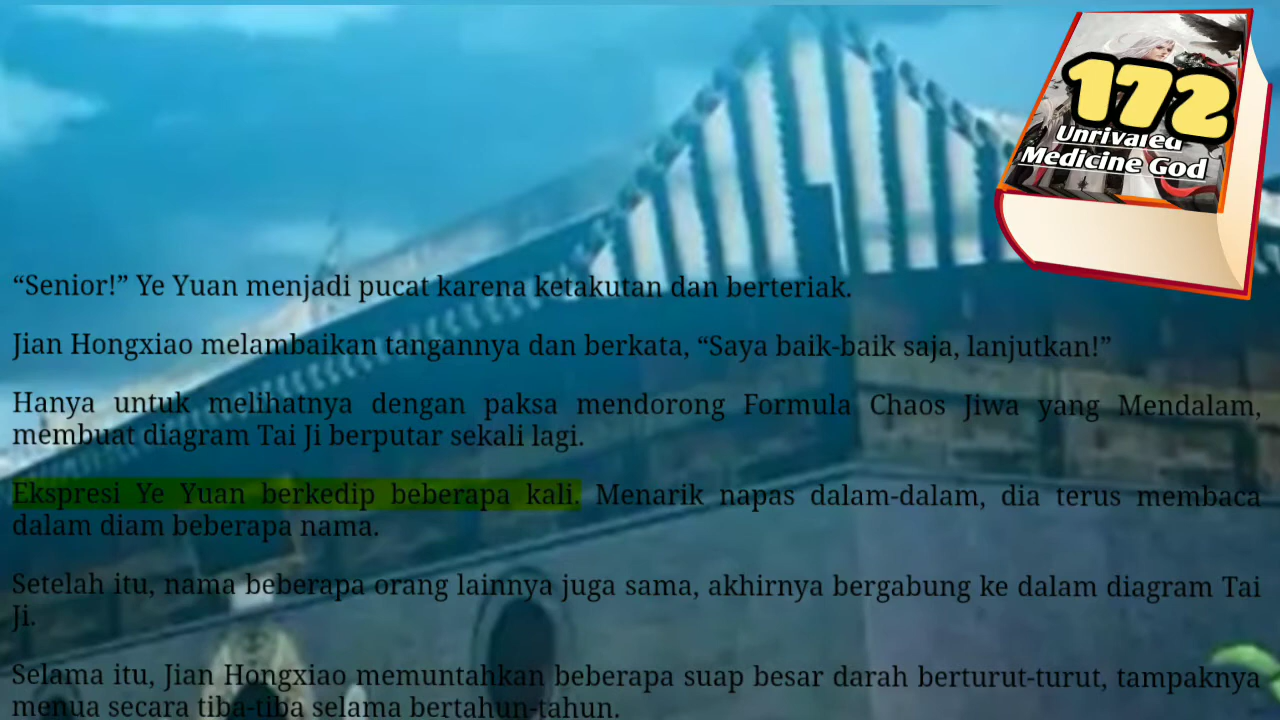 172
Unrivaled
Medicine God
“Senior!” Ye Yuan menjadi pucat karena ketakutan dan berteriak.
Jian Hongxiao melambaikan tangannya dan berkata, “Saya baik-baik saja, lanjutkan!”
Hanya untuk melihatnya dengan paksa mendorong Formula Chaos Jiwa yang Mendalam,
membuat diagram Tai Ji berputar sekali lagi.
Ekspresi Ye Yuan berkedip beberapa kali. Menarik napas dalam-dalam, dia terus membaca
dalam diam beberapa nama.
Setelah itu, nama beberapa orang lainnya juga sama, akhirnya bergabung ke dalam diagram Tai
Ji.
Selama itu, Jian Hongxiao memuntahkan beberapa suap besar darah berturut-turut, tampaknya
menua secara tiba-tiba selama bertahun-tahun.